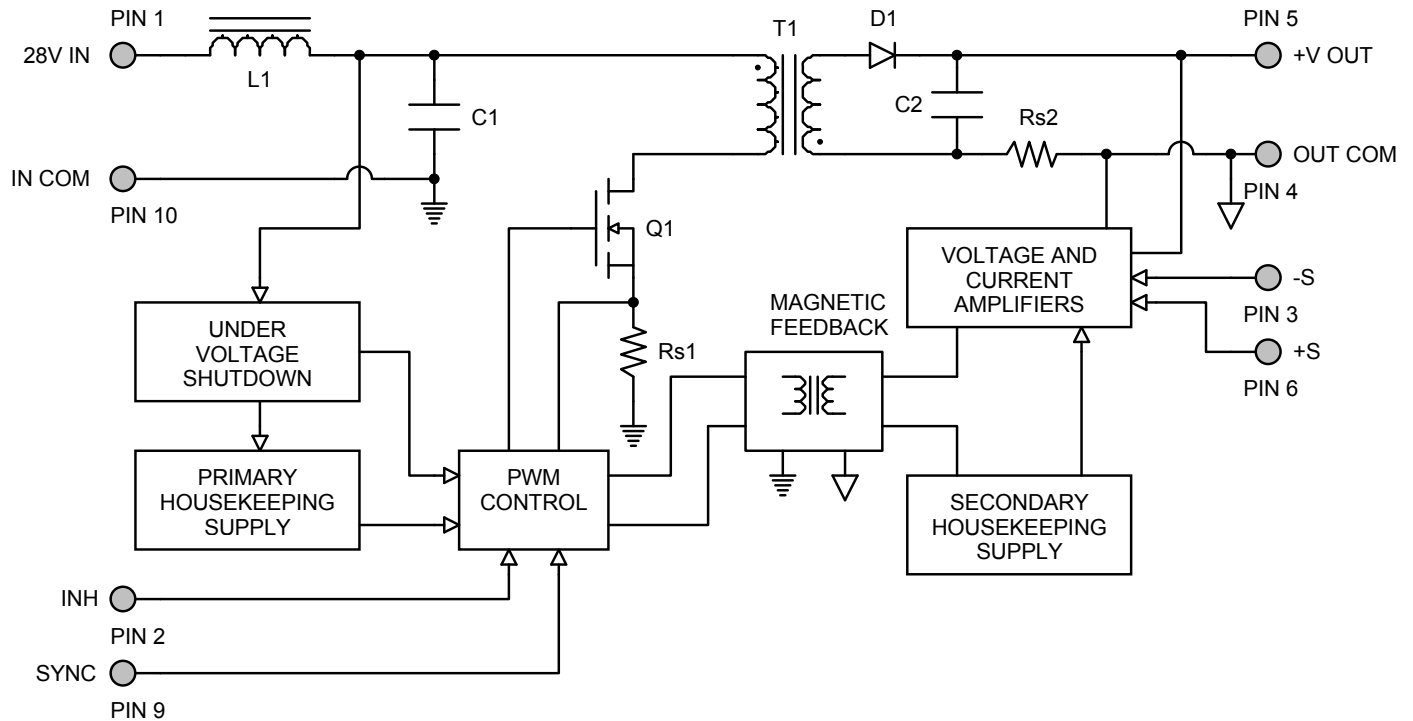 PIN 1
28V IN
L1
C1
IN COM
PIN 10
T1
D1
C2
Rs2
PIN 5
+V OUT
OUT COM
PIN 4
Q1
Rs1
UNDER
VOLTAGE
SHUTDOWN
MAGNETIC
FEEDBACK
VOLTAGE AND
CURRENT
AMPLIFIERS
-S
PIN 3
+S
PIN 6
PRIMARY
HOUSEKEEPING
SUPPLY
PWM
CONTROL
SECONDARY
HOUSEKEEPING
SUPPLY
INH
PIN 2
SYNC
PIN 9